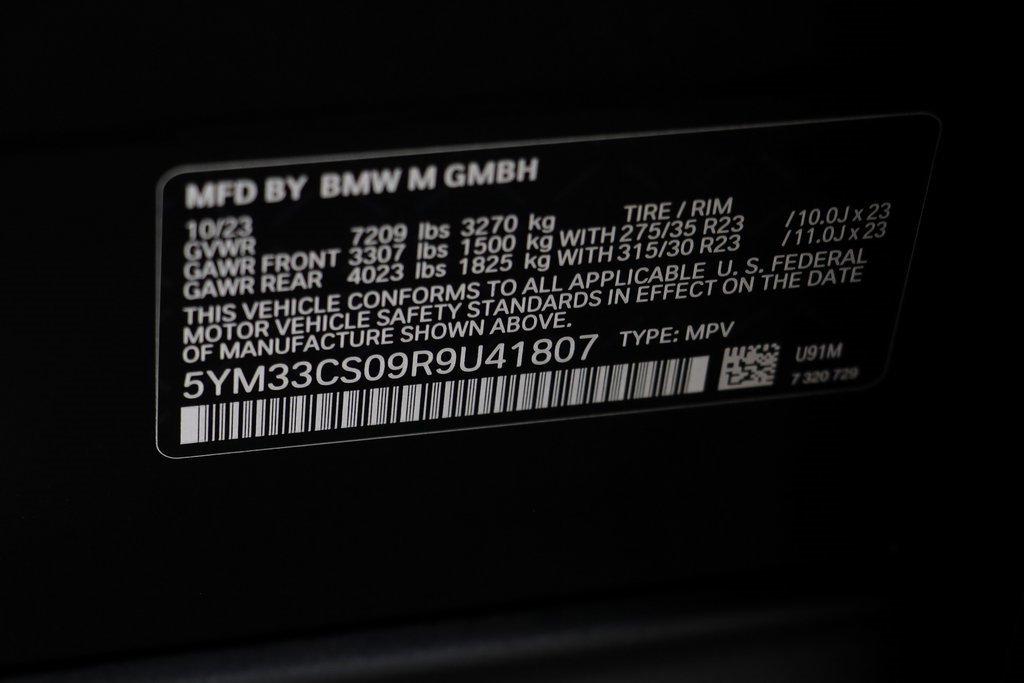 MFD BY BMW M GMBH
10/23 TIRE / RIM
GVWR 7209 lbs 3270 kg
GAWR FRONT 3307 lbs 1500 kg WITH 275/35 R23 /10.0J x 23
GAWR REAR 4023 lbs 1825 kg WITH 315/30 R23 /11.0J x 23
THIS VEHICLE CONFORMS TO ALL APPLICABLE U. S. FEDERAL
MOTOR VEHICLE SAFETY STANDARDS IN EFFECT ON THE DATE
OF MANUFACTURE SHOWN ABOVE.
5YM33CS09R9U41807 TYPE: MPV
U91M
7 320 729